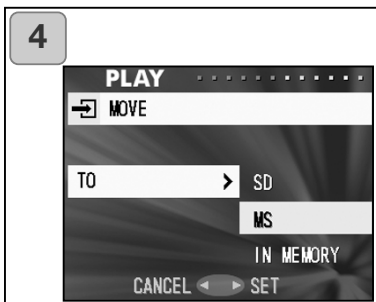 4
PLAY
MOVE
TO > SD
MS
IN MEMORY
CANCEL ◄ ► SET